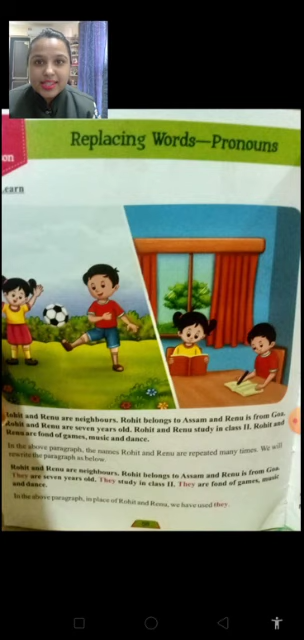 Replacing Words—Pronouns
on
Learn
Rohit and Renu are neighbours. Rohit belongs to Assam and Renu is from Goa.
Rohit and Renu are seven years old. Rohit and Renu study in class II. Rohit and
Renu are fond of games, music and dance.
In the above paragraph, the names Rohit and Renu are repeated many times. We will
rewrite the paragraph as below.
Rohit and Renu are neighbours. Rohit belongs to Assam and Renu is from Goa.
They are seven years old. They study in class II. They are fond of games, music
and dance.
In the above paragraph, in place of Rohit and Renu, we have used they.